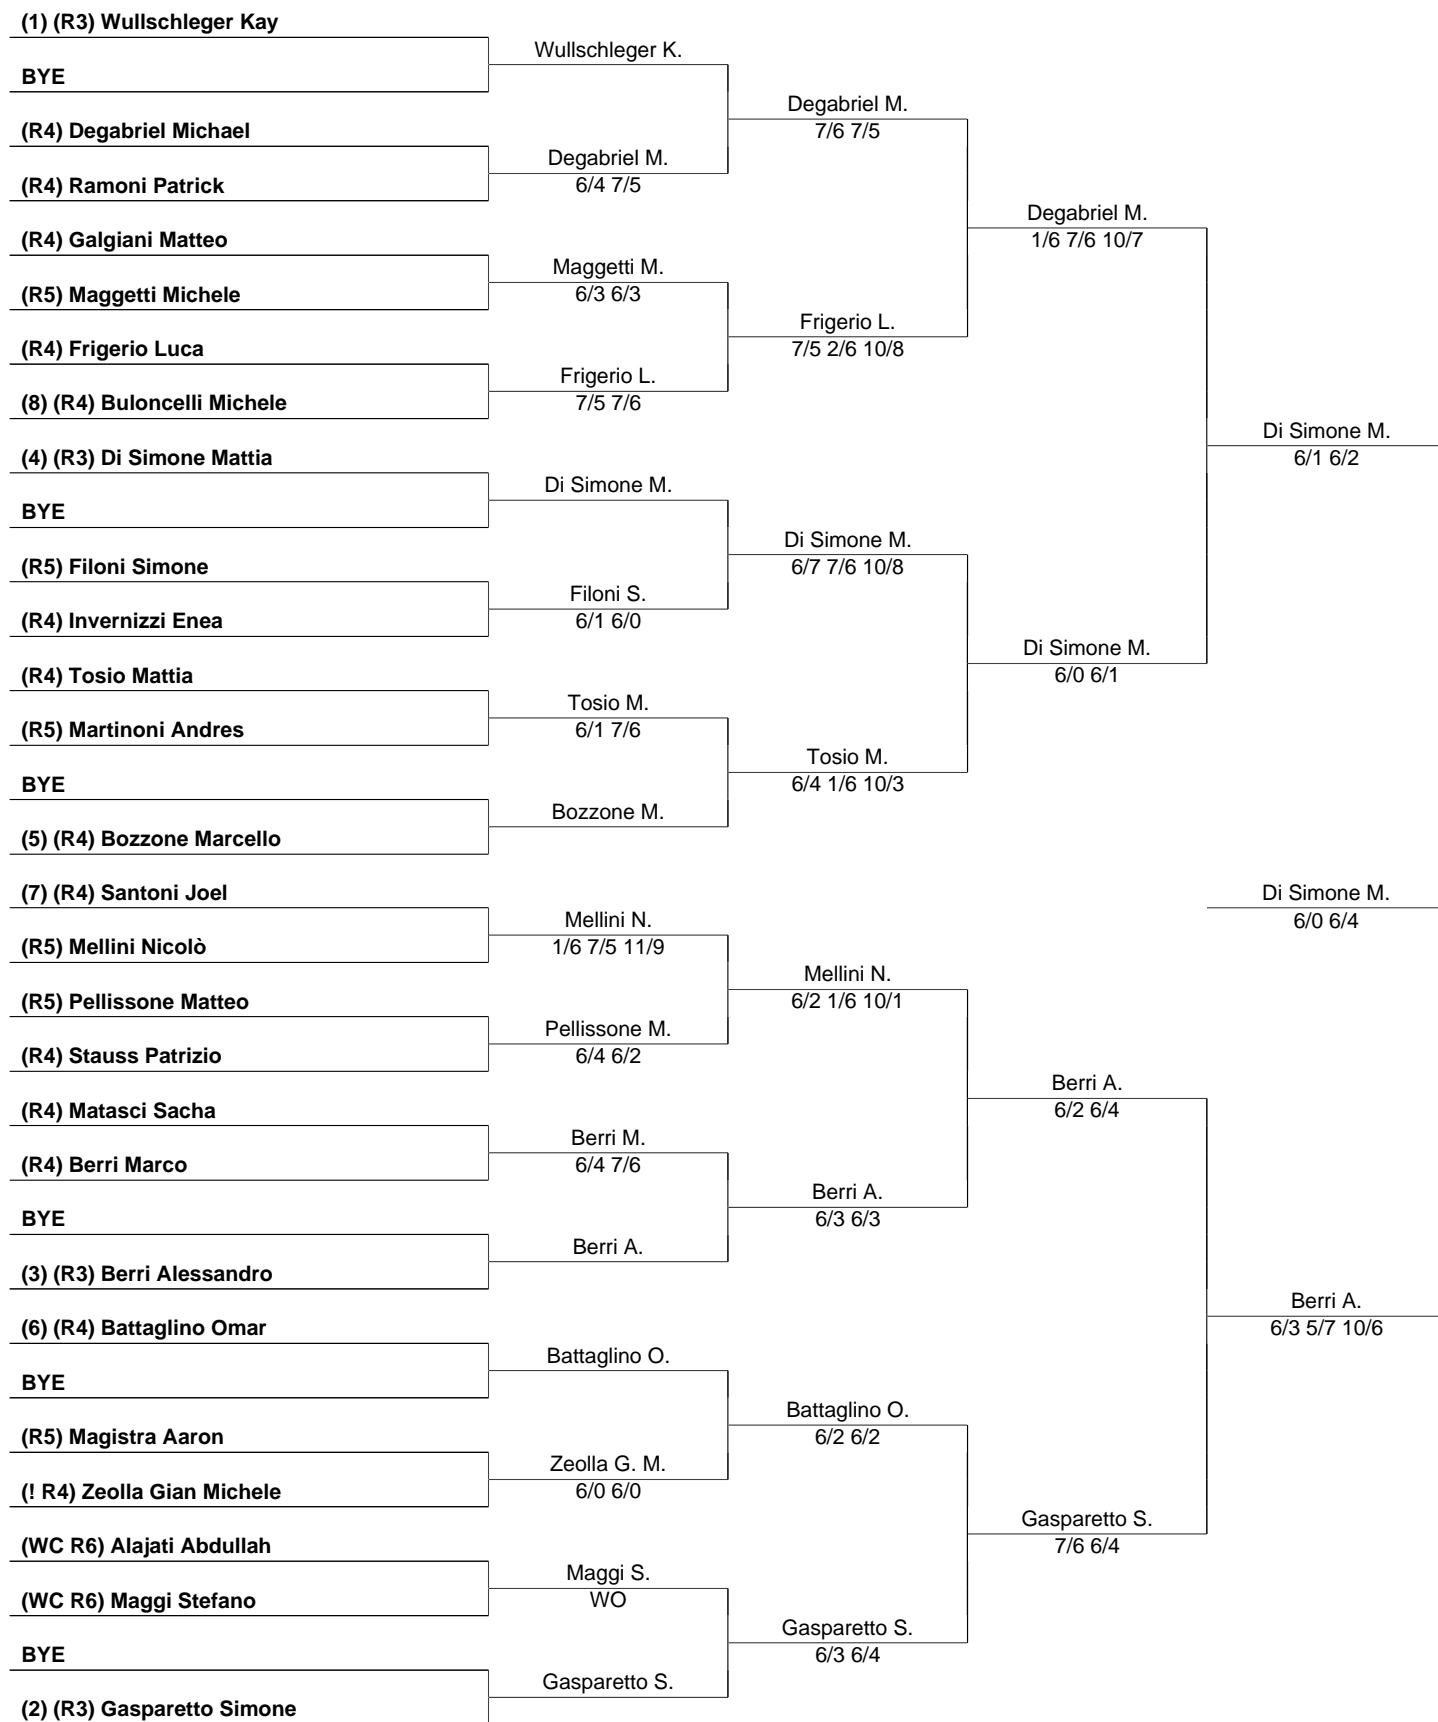 (1) (R3) Wullschleger Kay
Wullschleger K.
BYE
Degabriel M.
7/6 7/5
(R4) Degabriel Michael
Degabriel M.
6/4 7/5
(R4) Ramoni Patrick
Degabriel M.
1/6 7/6 10/7
(R4) Galgiani Matteo
Maggetti M.
6/3 6/3
(R5) Maggetti Michele
Frigerio L.
7/5 2/6 10/8
(R4) Frigerio Luca
Frigerio L.
7/5 7/6
(8) (R4) Buloncelli Michele
Di Simone M.
6/1 6/2
(4) (R3) Di Simone Mattia
Di Simone M.
BYE
Di Simone M.
6/7 7/6 10/8
(R5) Filoni Simone
Filoni S.
6/1 6/0
(R4) Invernizzi Enea
Di Simone M.
6/0 6/1
(R4) Tosio Mattia
Tosio M.
6/1 7/6
(R5) Martinoni Andres
Tosio M.
6/4 1/6 10/3
BYE
Bozzone M.
(5) (R4) Bozzone Marcello
(7) (R4) Santoni Joel
Di Simone M.
6/0 6/4
Mellini N.
1/6 7/5 11/9
(R5) Mellini Nicolò
Mellini N.
6/2 1/6 10/1
(R5) Pellissone Matteo
Pellissone M.
6/4 6/2
(R4) Stauss Patrizio
Berri A.
6/2 6/4
(R4) Matasci Sacha
Berri M.
6/4 7/6
(R4) Berri Marco
Berri A.
6/3 6/3
BYE
Berri A.
(3) (R3) Berri Alessandro
Berri A.
6/3 5/7 10/6
(6) (R4) Battaglino Omar
Battaglino O.
BYE
Battaglino O.
6/2 6/2
(R5) Magistra Aaron
Zeolla G. M.
6/0 6/0
(! R4) Zeolla Gian Michele
Gasparetto S.
7/6 6/4
(WC R6) Alajati Abdullah
Maggi S.
WO
(WC R6) Maggi Stefano
Gasparetto S.
6/3 6/4
BYE
Gasparetto S.
(2) (R3) Gasparetto Simone